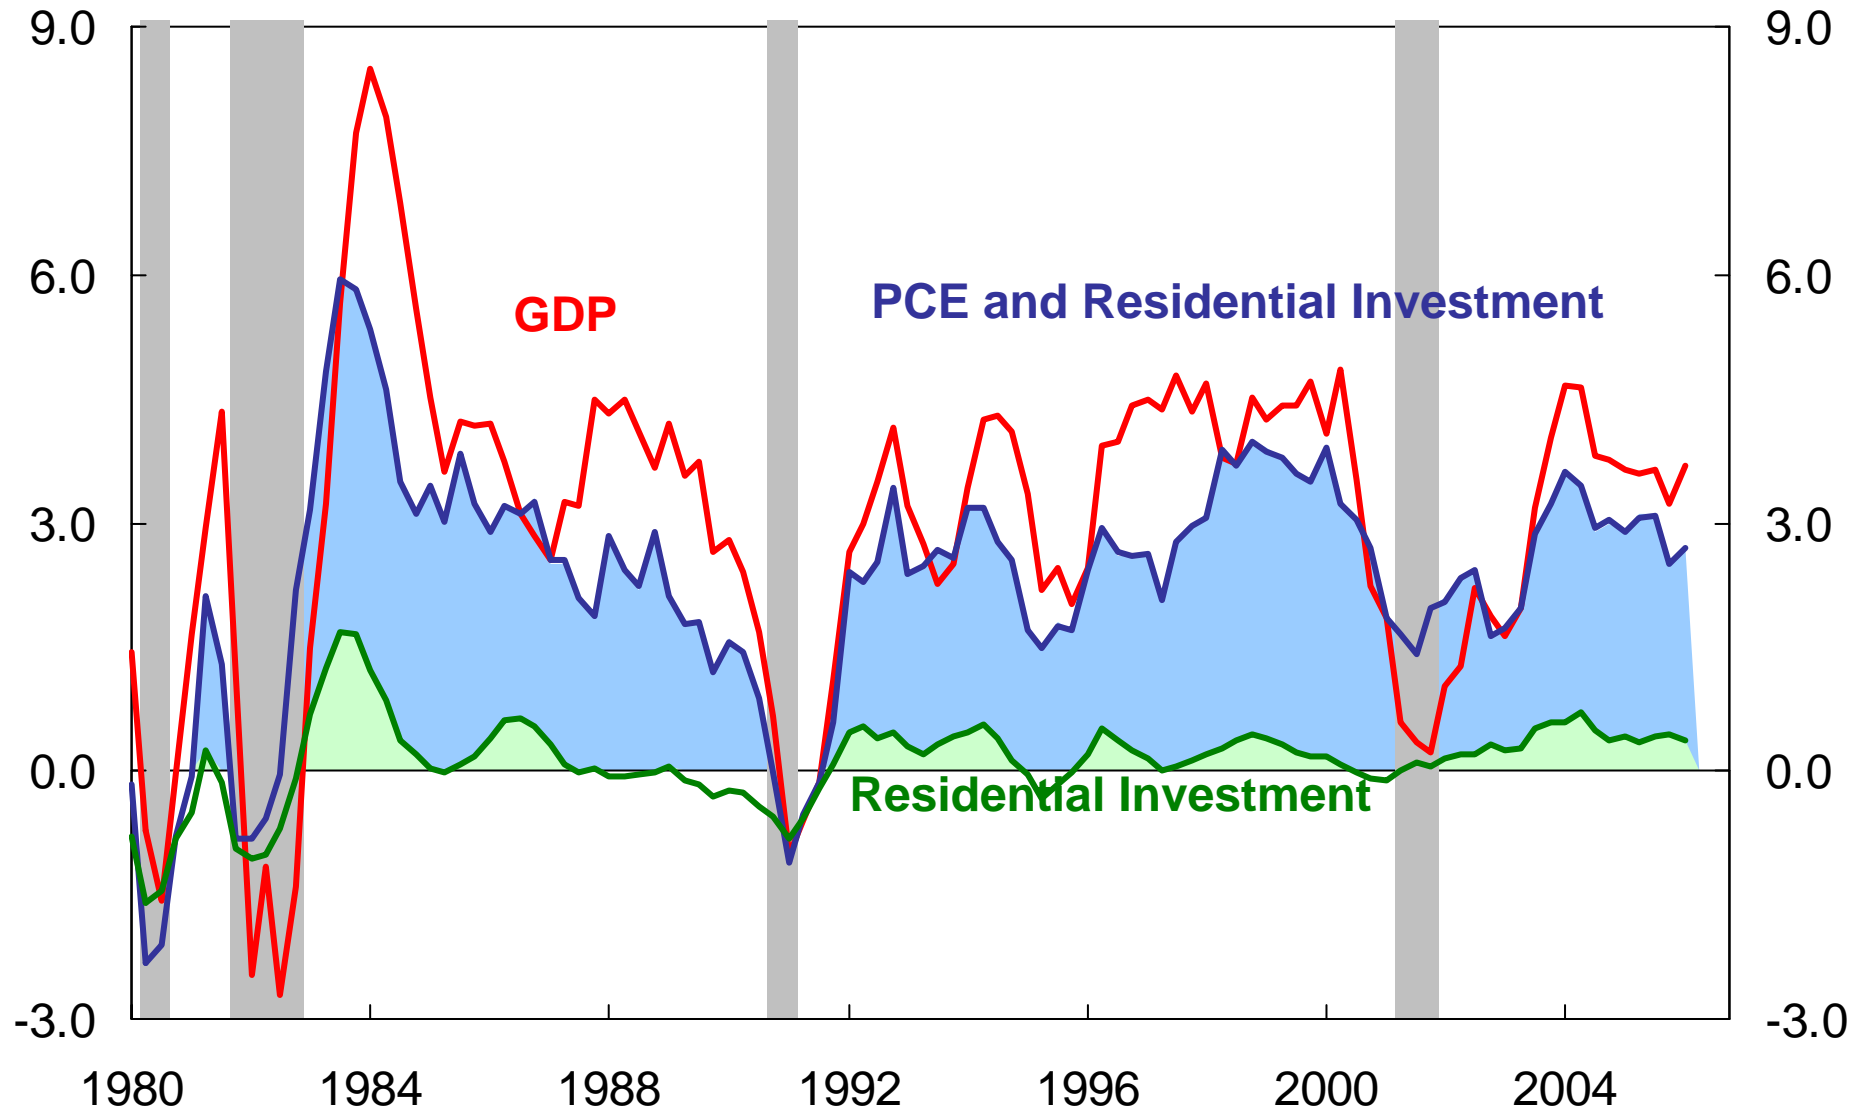 9.0 9.0
6.0 6.0
GDP PCE and Residential Investment
3.0 3.0
0.0 0.0
Residential Investment
-3.0 -3.0
1980 1984 1988 1992 1996 2000 2004